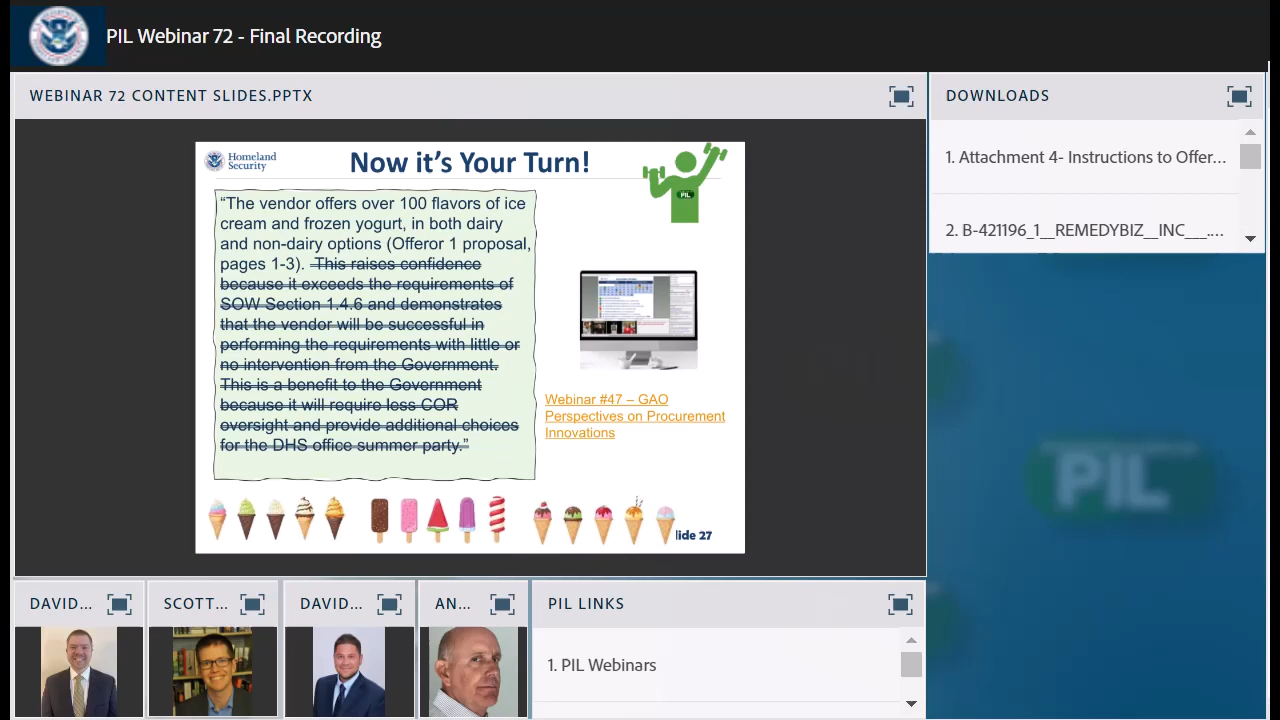 PIL Webinar 72 - Final Recording
WEBINAR 72 CONTENT SLIDES.PPTX
Homeland
Security
Now it's Your Turn!
PIL
“The vendor offers over 100 flavors of ice
cream and frozen yogurt, in both dairy
and non-dairy options (Offeror 1 proposal,
pages 1-3). This raises confidence
because it exceeds the requirements of
SOW Section 1.4.6 and demonstrates
that the vendor will be successful in
performing the requirements with little or
no intervention from the Government.
This is a benefit to the Government
because it will require less COR
oversight and provide additional choices
for the DHS office summer party.”
Webinar #47 – GAO
Perspectives on Procurement
Innovations
lide 27
DOWNLOADS
1. Attachment 4- Instructions to Offer...
2. B-421196_1__REMEDYBIZ__INC___....
PIL
DAVID...
SCOTT...
DAVID...
AN...
PIL LINKS
1. PIL Webinars